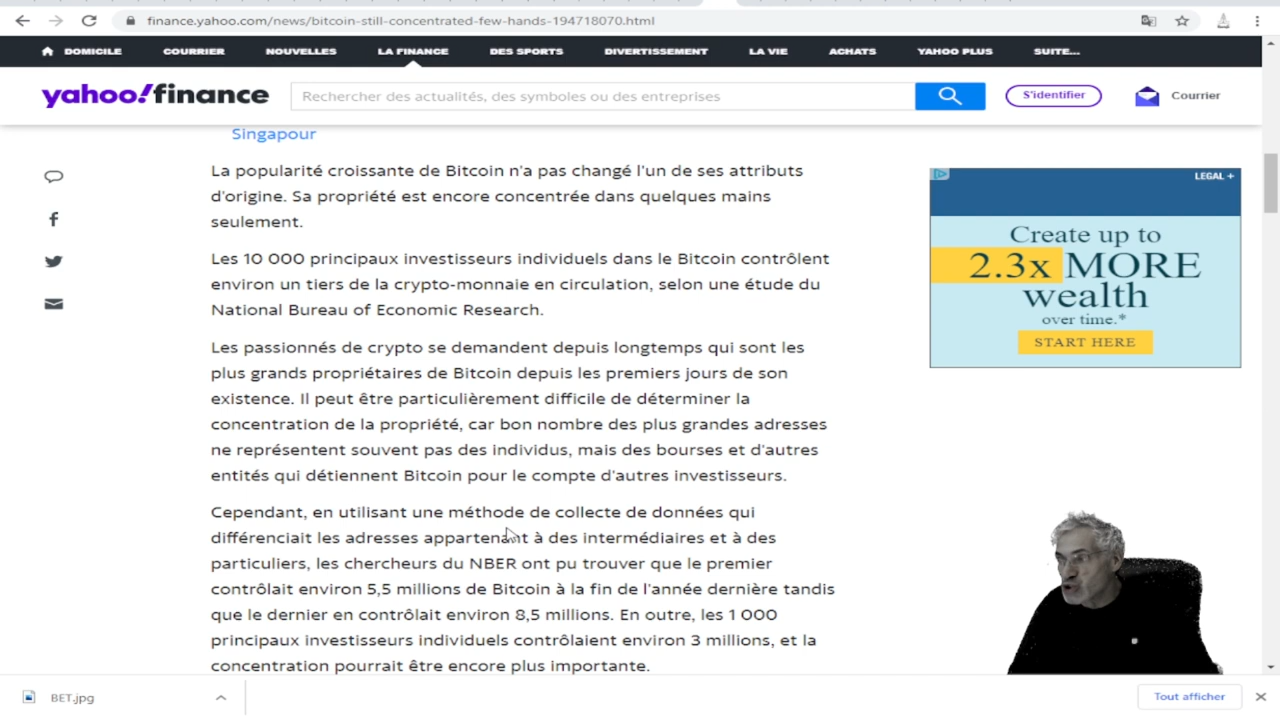 finance.yahoo.com/news/bitcoin-still-concentrated-few-hands-194718070.html
DOMICILE COURRIER NOUVELLES LA FINANCE DES SPORTS DIVERTISSEMENT LA VIE ACHATS YAHOO PLUS SUITE...
yahoo!finance
Rechercher des actualités, des symboles ou des entreprises
S'identifier
Courrier
Singapour
La popularité croissante de Bitcoin n'a pas changé l'un de ses attributs
d'origine. Sa propriété est encore concentrée dans quelques mains
seulement.
Les 10 000 principaux investisseurs individuels dans le Bitcoin contrôlent
environ un tiers de la crypto-monnaie en circulation, selon une étude du
National Bureau of Economic Research.
Les passionnés de crypto se demandent depuis longtemps qui sont les
plus grands propriétaires de Bitcoin depuis les premiers jours de son
existence. Il peut être particulièrement difficile de déterminer la
concentration de la propriété, car bon nombre des plus grandes adresses
ne représentent souvent pas des individus, mais des bourses et d'autres
entités qui détiennent Bitcoin pour le compte d'autres investisseurs.
Cependant, en utilisant une méthode de collecte de données qui
différenciait les adresses appartenant à des intermédiaires et à des
particuliers, les chercheurs du NBER ont pu trouver que le premier
contrôlait environ 5,5 millions de Bitcoin à la fin de l'année dernière tandis
que le dernier en contrôlait environ 8,5 millions. En outre, les 1 000
principaux investisseurs individuels contrôlaient environ 3 millions, et la
concentration pourrait être encore plus importante.
LEGAL +
Create up to
2.3x MORE
wealth
over time.*
START HERE
BET.jpg
Tout afficher